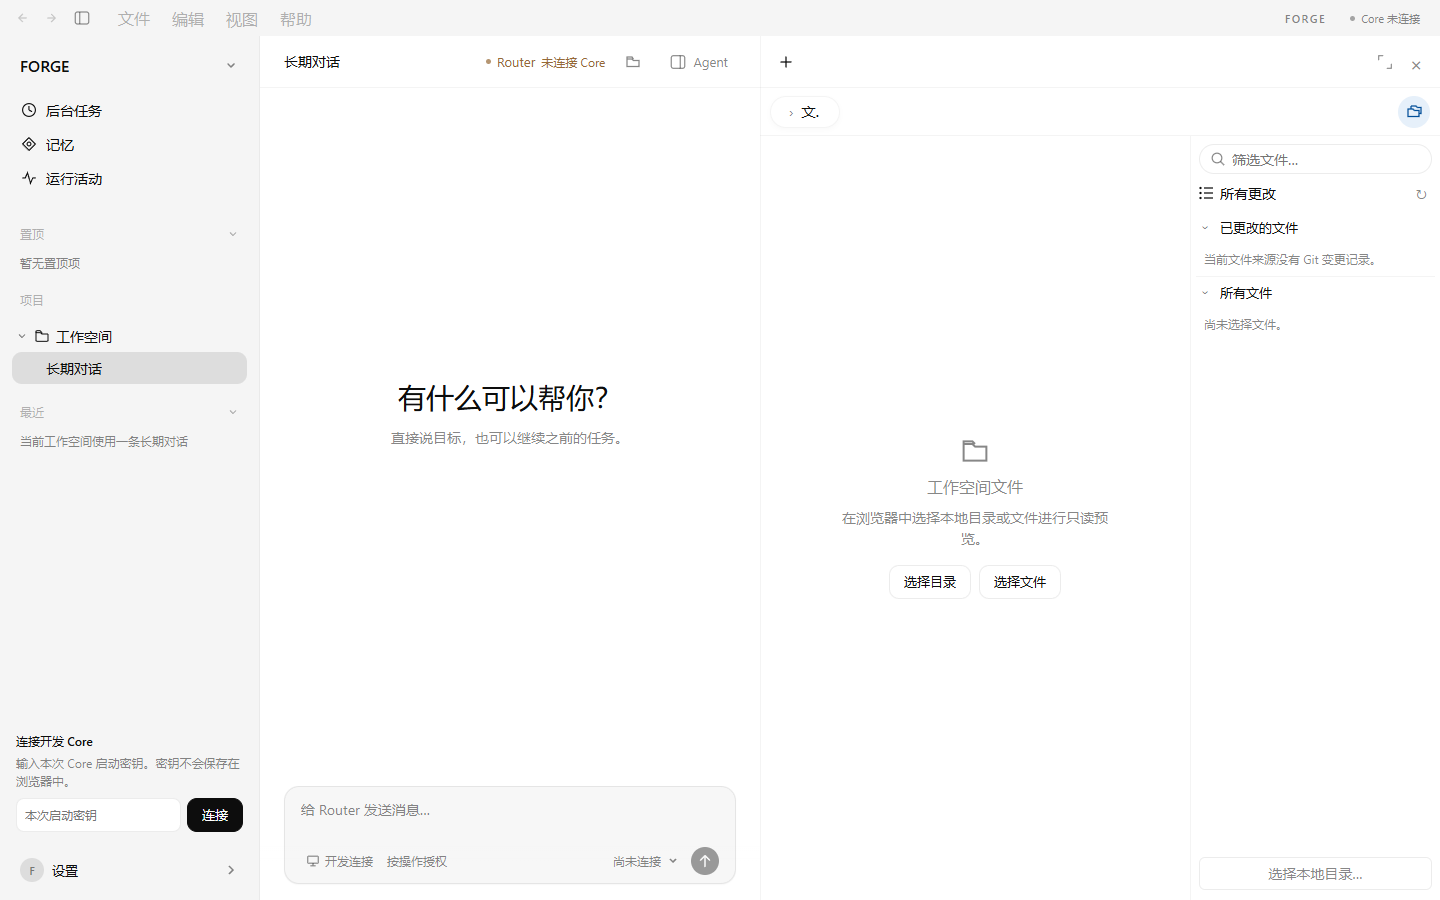 文件 编辑 视图 帮助
FORGE
Core 未连接
FORGE
后台任务
记忆
运行活动
置顶
暂无置顶项
项目
工作空间
长期对话
最近
当前工作空间使用一条长期对话
连接开发 Core
输入本次 Core 启动密钥。密钥不会保存在
浏览器中。
本次启动密钥
连接
F
设置
长期对话
Router 未连接 Core
Agent
有什么可以帮你?
直接说目标，也可以继续之前的任务。
给 Router 发送消息...
开发连接 按操作授权
尚未连接
文.
工作空间文件
在浏览器中选择本地目录或文件进行只读预
览。
选择目录
选择文件
筛选文件...
所有更改
已更改的文件
当前文件来源没有 Git 变更记录。
所有文件
尚未选择文件。
选择本地目录...